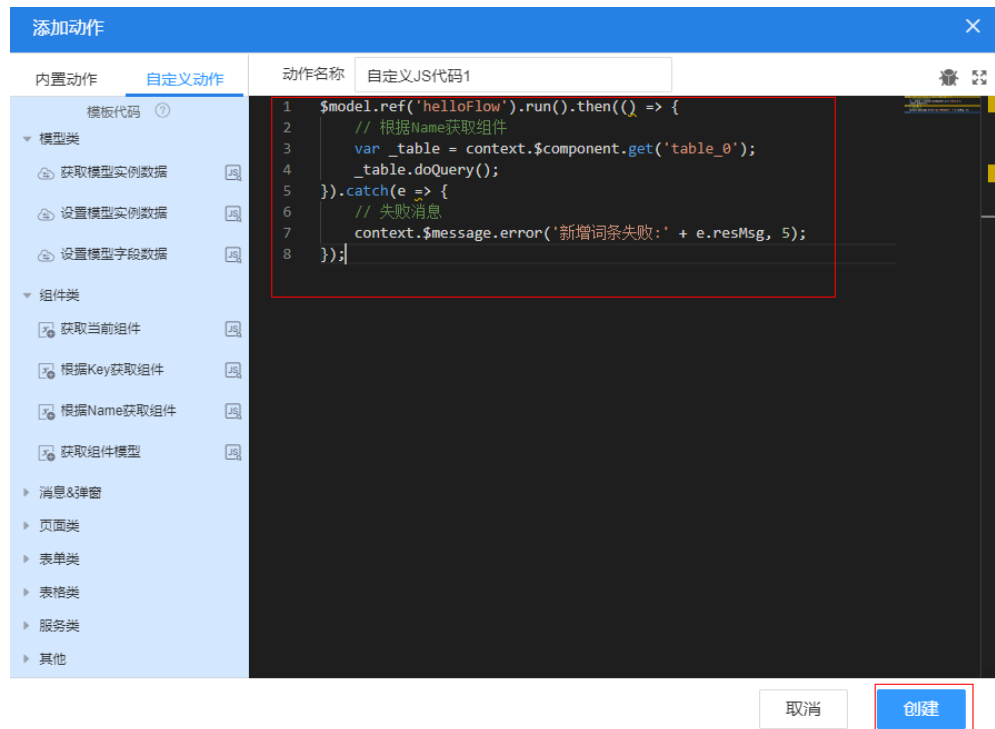 添加动作
内置动作
自定义动作
动作名称
自定义JS代码1
模板代码
模型类
获取模型实例数据
JS
设置模型实例数据
JS
设置模型字段数据
JS
组件类
获取当前组件
JS
根据Key获取组件
JS
根据Name获取组件
JS
获取组件模型
JS
消息&弹窗
页面类
表单类
表格类
服务类
其他
1 $model.ref('helloFlow').run().then(() => {
2 // 根据Name获取组件
3 var _table = context.$component.get('table_0');
4 _table.doQuery();
5 }).catch(e => {
6 // 失败消息
7 context.$message.error('新增词条失败:' + e.resMsg, 5);
8 });
取消
创建